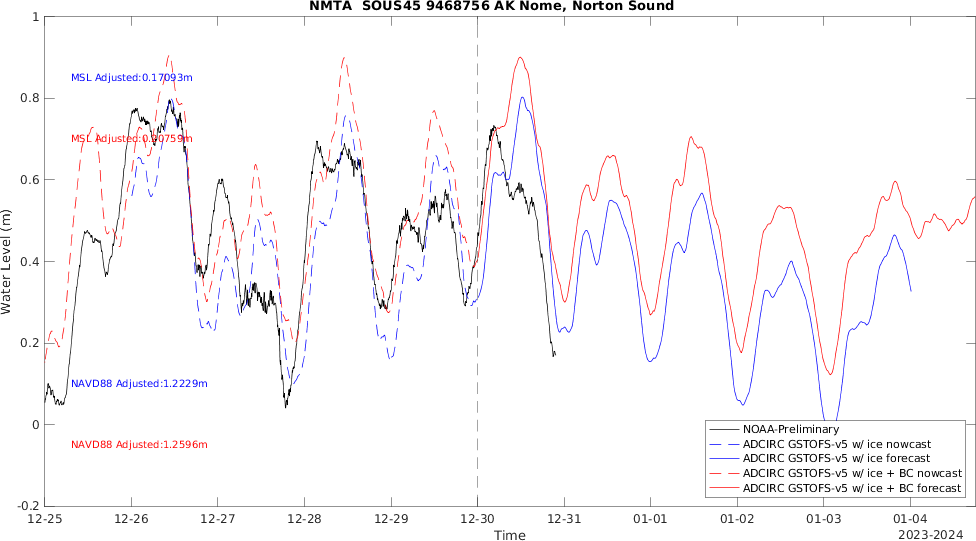 NMTA SOUS45 9468756 AK Nome, Norton Sound
1
0.8
0.6
0.4
0.2
0
-0.2
Water Level (m)
MSL Adjusted:0.17093m
MSL Adjusted:0.20759m
NAVD88 Adjusted:1.2229m
NAVD88 Adjusted:1.2596m
NOAA-Preliminary
ADCIRC GSTOFS-v5 w/ ice nowcast
ADCIRC GSTOFS-v5 w/ ice forecast
ADCIRC GSTOFS-v5 w/ ice + BC nowcast
ADCIRC GSTOFS-v5 w/ ice + BC forecast
12-25 12-26 12-27 12-28 12-29 12-30 12-31 01-01 01-02 01-03 01-04
Time
2023-2024